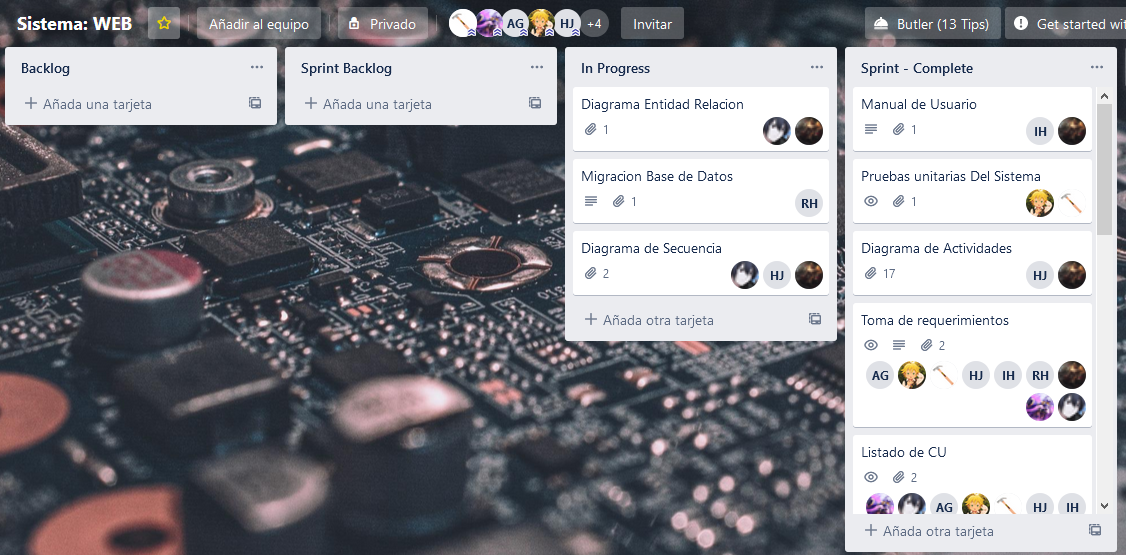 Sistema: WEB
Añadir al equipo
Privado
AG
HJ
+4
Invitar
Butler (13 Tips)
Get started wit
Backlog
Añada una tarjeta
Sprint Backlog
Añada una tarjeta
In Progress
Diagrama Entidad Relacion
1
Migracion Base de Datos
1
RH
Diagrama de Secuencia
2
HJ
Añada otra tarjeta
Sprint - Complete
Manual de Usuario
1
IH
Pruebas unitarias Del Sistema
1
Diagrama de Actividades
17
HJ
Toma de requerimientos
2
AG
HJ
IH
RH
Listado de CU
2
AG
HJ
IH
Añada otra tarjeta